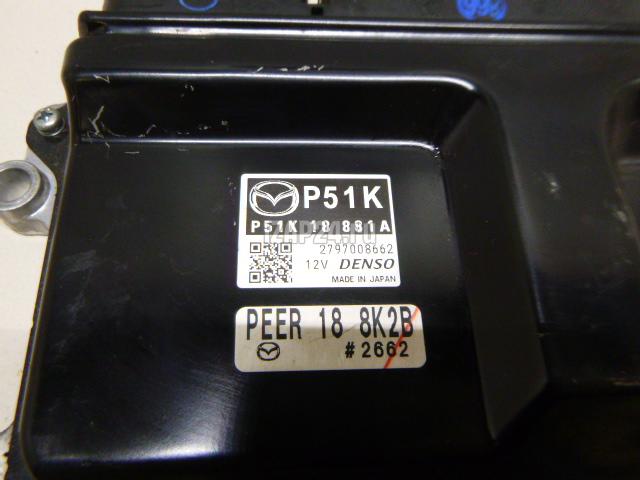 P51K
P51K 18 881A
2797008662
12V DENSO
MADE IN JAPAN
PEER 18 8K2B
#2662